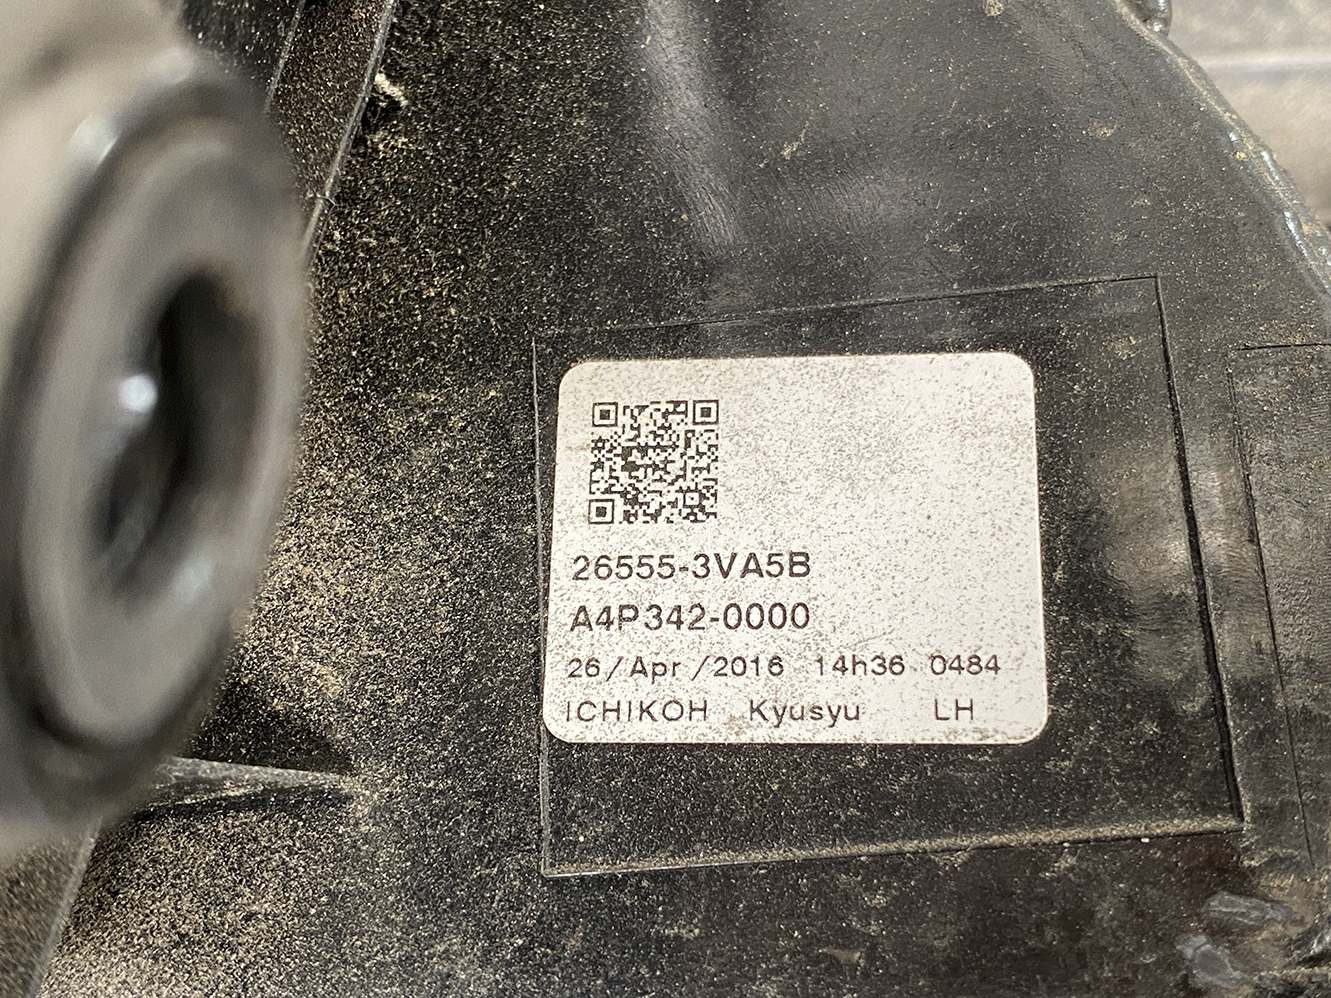 26555-3VA5B
A4P342-0000
26/Apr/2016 14h36 0484
ICHIKOH Kyusyu LH